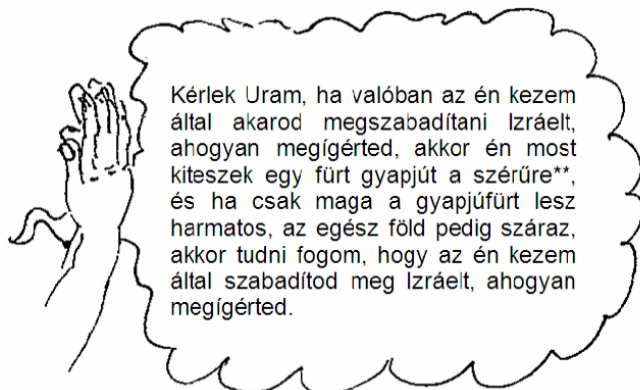 Kérlek Uram, ha valóban az én kezem
által akarod megszabadítani Izráelt,
ahogyan megígérted, akkor én most
kiteszek egy fürt gyapjút a szérűre**,
és ha csak maga a gyapjúfürt lesz
harmatos, az egész föld pedig száraz,
akkor tudni fogom, hogy az én kezem
által szabadítod meg Izráelt, ahogyan
megígérted.